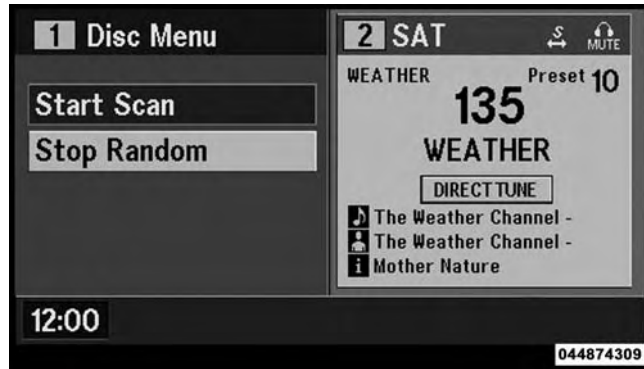 1 Disc Menu
Start Scan
Stop Random
2 SAT
S
MUTE
WEATHER
Preset 10
135
WEATHER
DIRECT TUNE
The Weather Channel -
The Weather Channel -
i Mother Nature
12:00
044874309